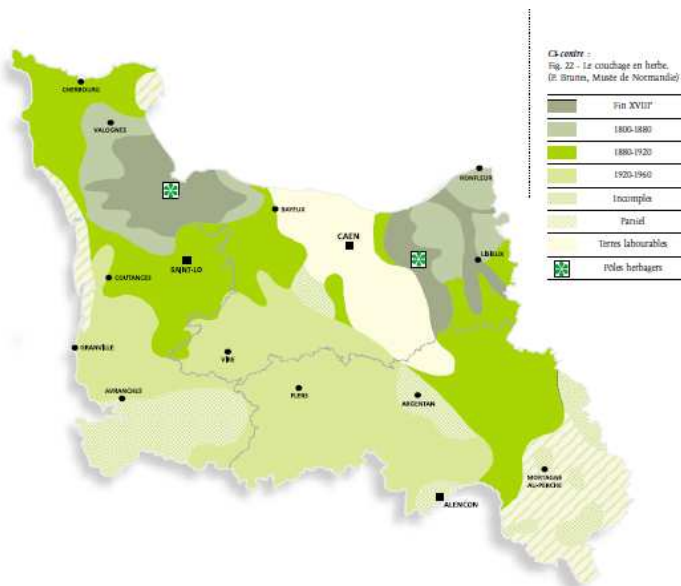 Ci-contre :
Fig. 22 - Le couchage en herbe.
(P. Brunet, Musée de Normandie)
Fin XVIII°
1800-1880
1880-1920
1920-1960
Incomplet
Partiel
Terres labourables
Pôles herbagers
CHERBOURG
VALOGNES
HONFLEUR
BAYEUX
CAEN
LISIEUX
SAINT-LO
COUTANCES
GRANVILLE
VIRE
AVRANCHES
FLERS
ARGENTAN
MORTAGNE
AU-PERCHE
ALENCON